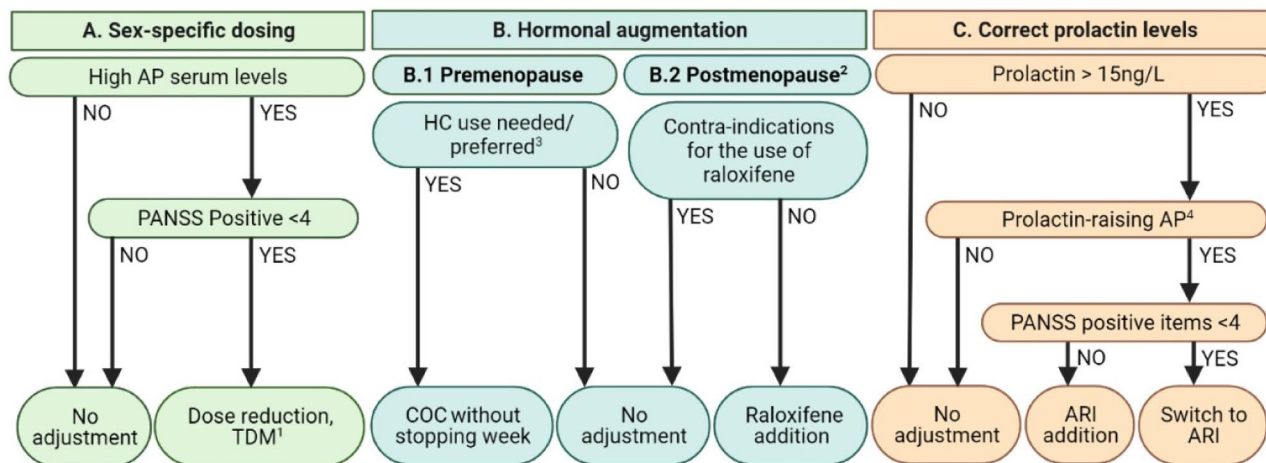 A. Sex-specific dosing
High AP serum levels
NO
YES
PANSS Positive <4
NO
YES
No
adjustment
Dose reduction,
TDM¹
B. Hormonal augmentation
B.1 Premenopause
HC use needed/
preferred³
YES
NO
B.2 Postmenopause²
Contra-indications
for the use of
raloxifene
YES
NO
COC without
stopping week
No
adjustment
Raloxifene
addition
C. Correct prolactin levels
Prolactin > 15ng/L
NO
YES
Prolactin-raising AP⁴
NO
YES
PANSS positive items <4
NO
YES
No
adjustment
ARI
addition
Switch to
ARI